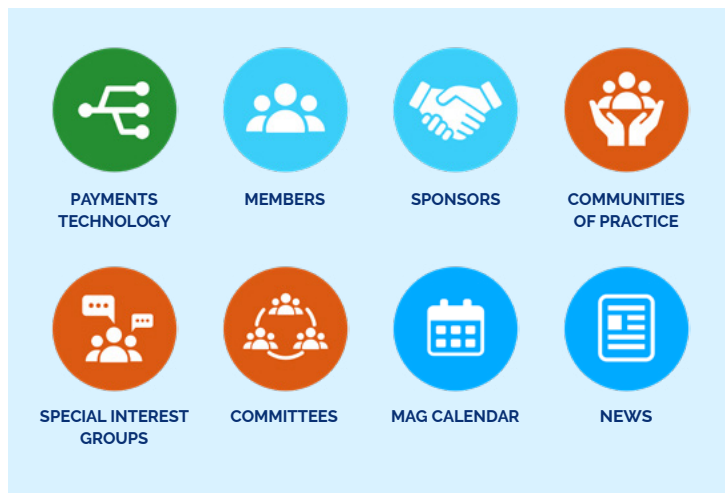 PAYMENTS
TECHNOLOGY
MEMBERS
SPONSORS
COMMUNITIES
OF PRACTICE
SPECIAL INTEREST
GROUPS
COMMITTEES
MAG CALENDAR
NEWS